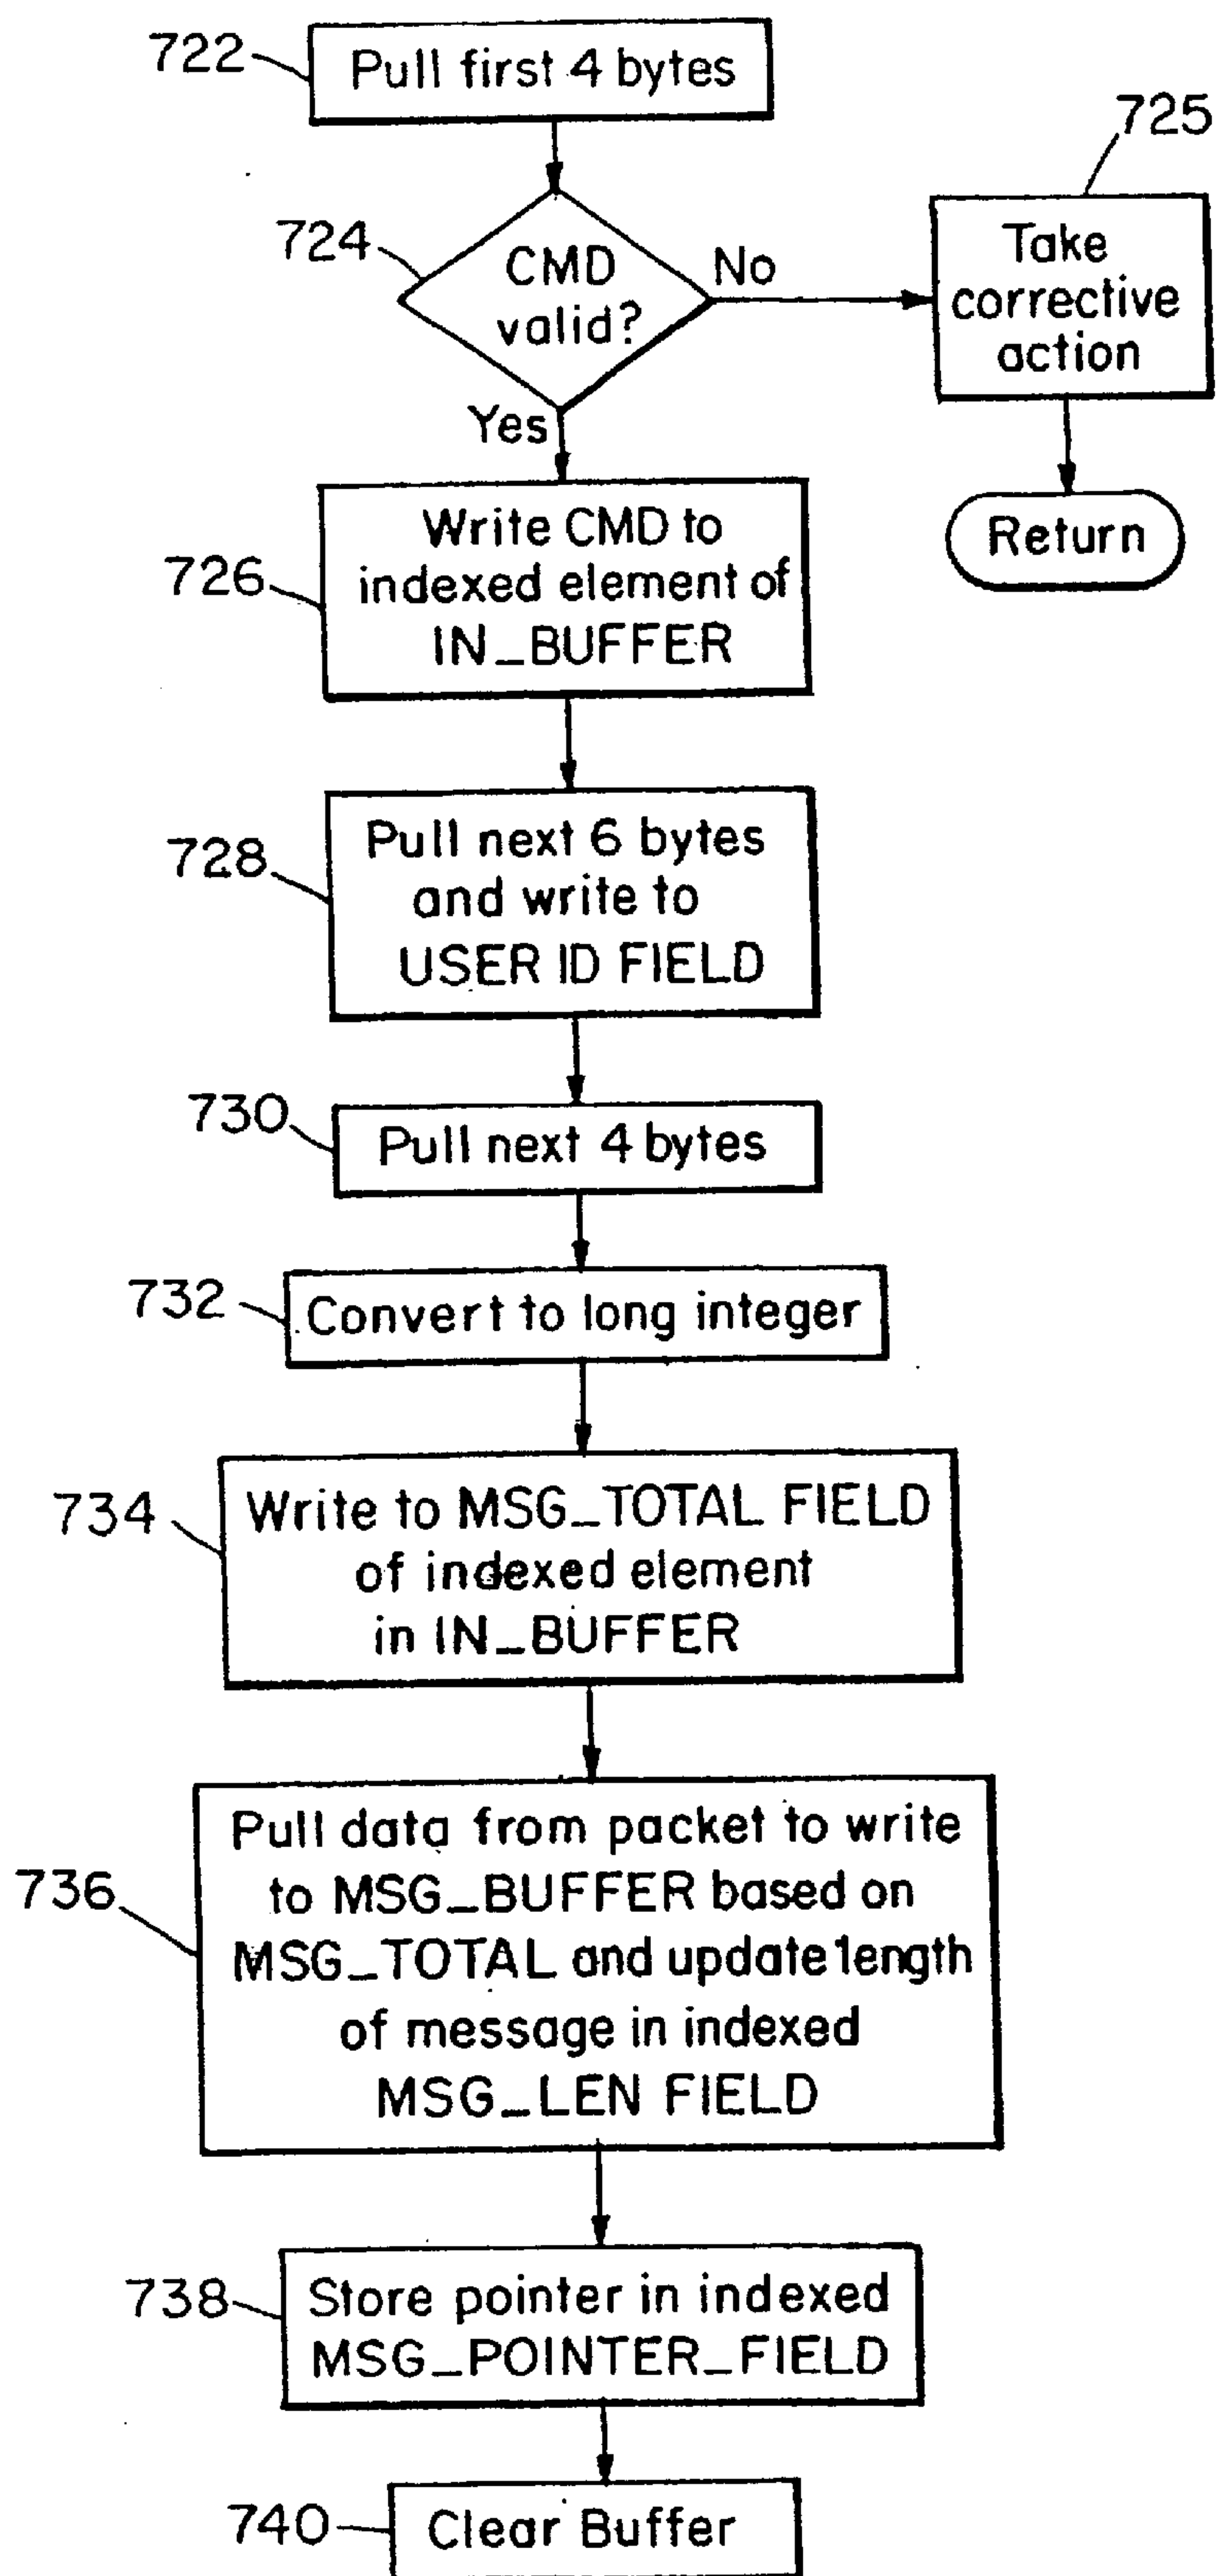 722
Pull first 4 bytes
725
724
CMD
valid?
No
Take
corrective
action
Yes
Return
726
Write CMD to
indexed element of
IN_BUFFER
728
Pull next 6 bytes
and write to
USER ID FIELD
730
Pull next 4 bytes
732
Convert to long integer
734
Write to MSG_TOTAL FIELD
of indexed element
in IN_BUFFER
736
Pull data from packet to write
to MSG_BUFFER based on
MSG_TOTAL and update length
of message in indexed
MSG_LEN FIELD
738
Store pointer in indexed
MSG_POINTER_FIELD
740
Clear Buffer